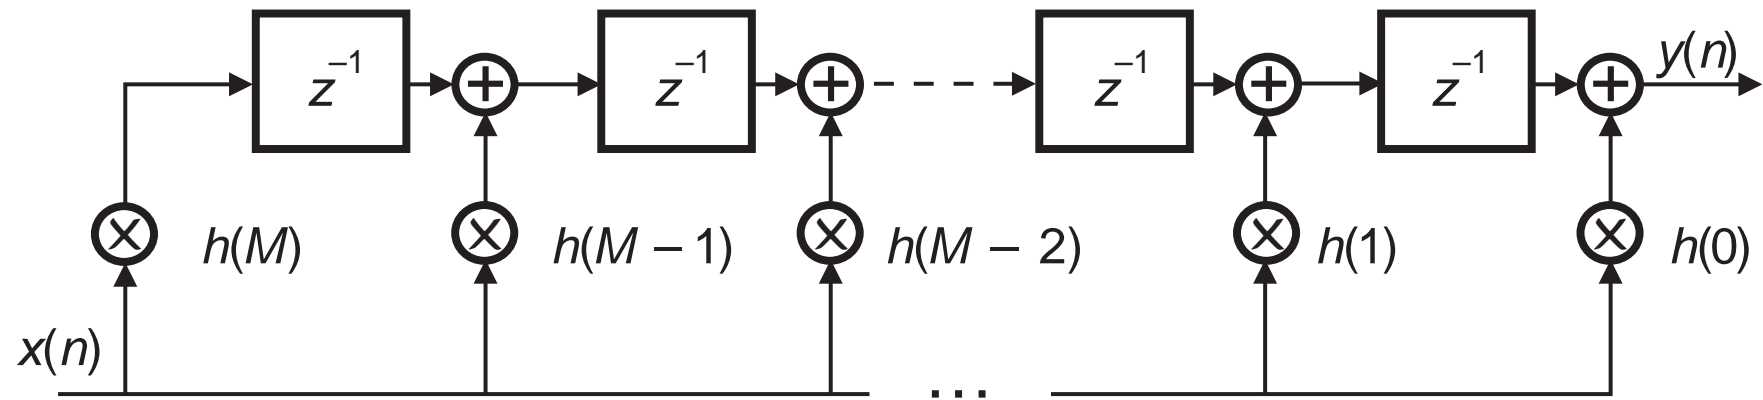 z⁻¹ z⁻¹ z⁻¹ z⁻¹ y(n)
h(M) h(M – 1) h(M – 2) h(1) h(0)
x(n)
...